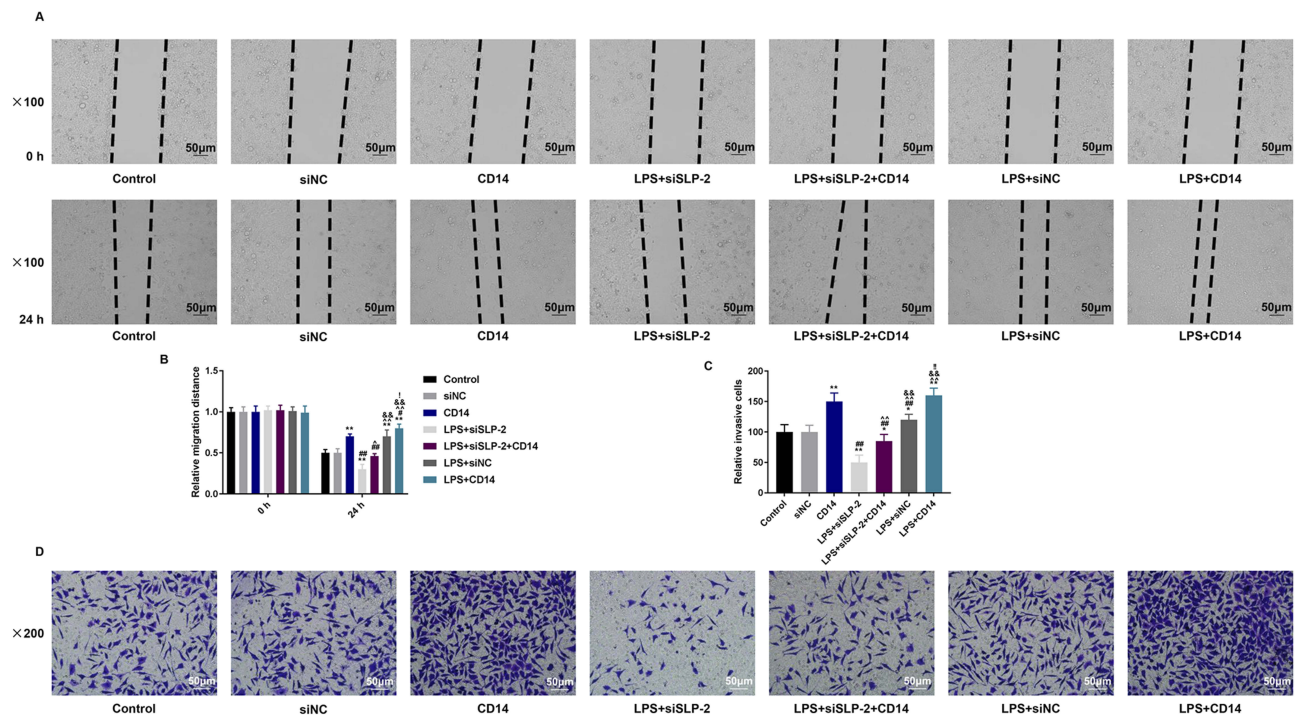 A
×100
0 h
50μm 50μm 50μm 50μm 50μm 50μm 50μm
Control siNC CD14 LPS+siSLP-2 LPS+siSLP-2+CD14 LPS+siNC LPS+CD14
×100
24 h
50μm 50μm 50μm 50μm 50μm 50μm 50μm
Control siNC CD14 LPS+siSLP-2 LPS+siSLP-2+CD14 LPS+siNC LPS+CD14
B
Relative migration distance
1.5
1.0
0.5
0.0
0 h 24 h
**
##
**
^
##
&&
^^
**
!
&&
^^
#
**
Control
siNC
CD14
LPS+siSLP-2
LPS+siSLP-2+CD14
LPS+siNC
LPS+CD14
C
Relative invasive cells
200
150
100
50
0
**
##
**
^^
##
*
&&
^^
##
*
&&
^^
**
Control siNC CD14 LPS+siSLP-2 LPS+siSLP-2+CD14 LPS+siNC LPS+CD14
D
×200
50μm 50μm 50μm 50μm 50μm 50μm 50μm
Control siNC CD14 LPS+siSLP-2 LPS+siSLP-2+CD14 LPS+siNC LPS+CD14